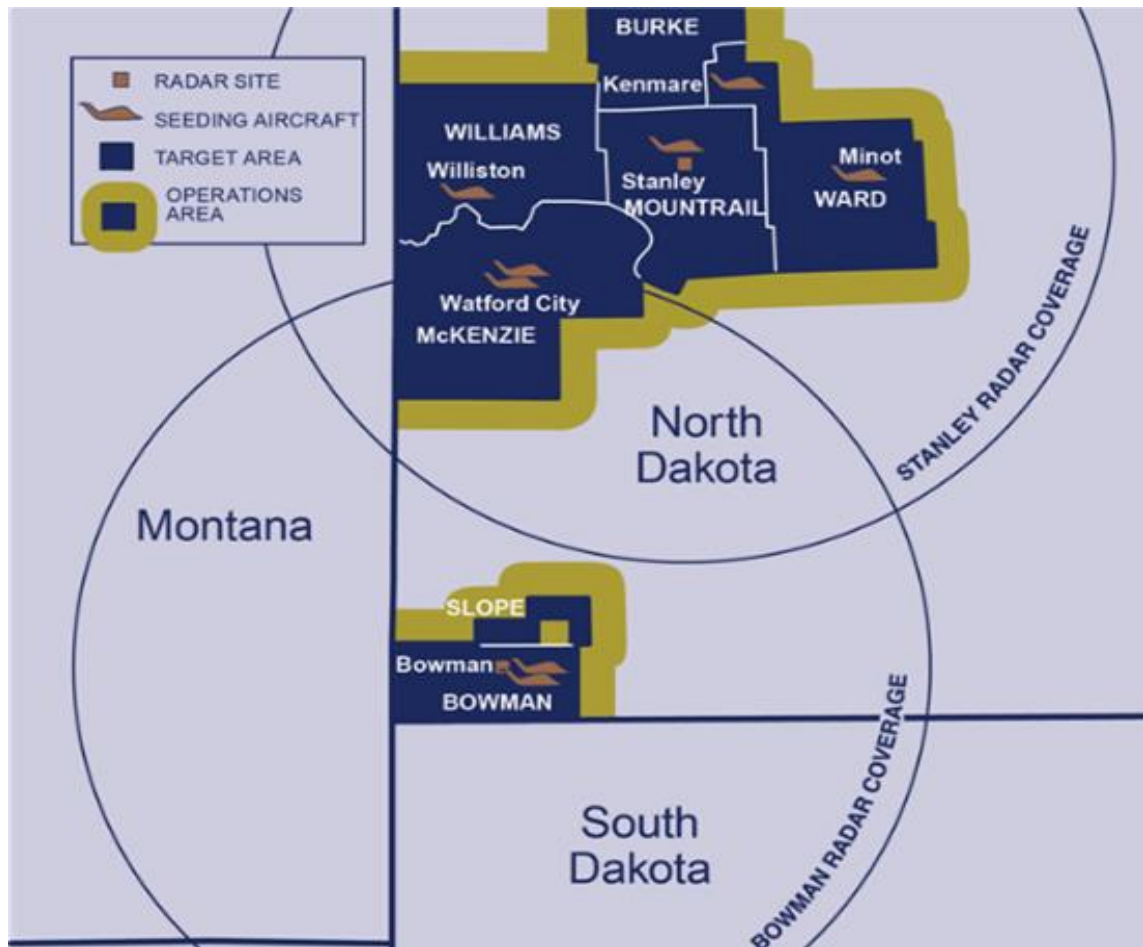 RADAR SITE
SEEDING AIRCRAFT
TARGET AREA
OPERATIONS
AREA
BURKE
Kenmare
WILLIAMS
Williston
Stanley
MOUNTRAIL
Minot
WARD
Watford City
McKENZIE
STANLEY RADAR COVERAGE
North
Dakota
Montana
SLOPE
Bowman
BOWMAN
BOWMAN RADAR COVERAGE
South
Dakota